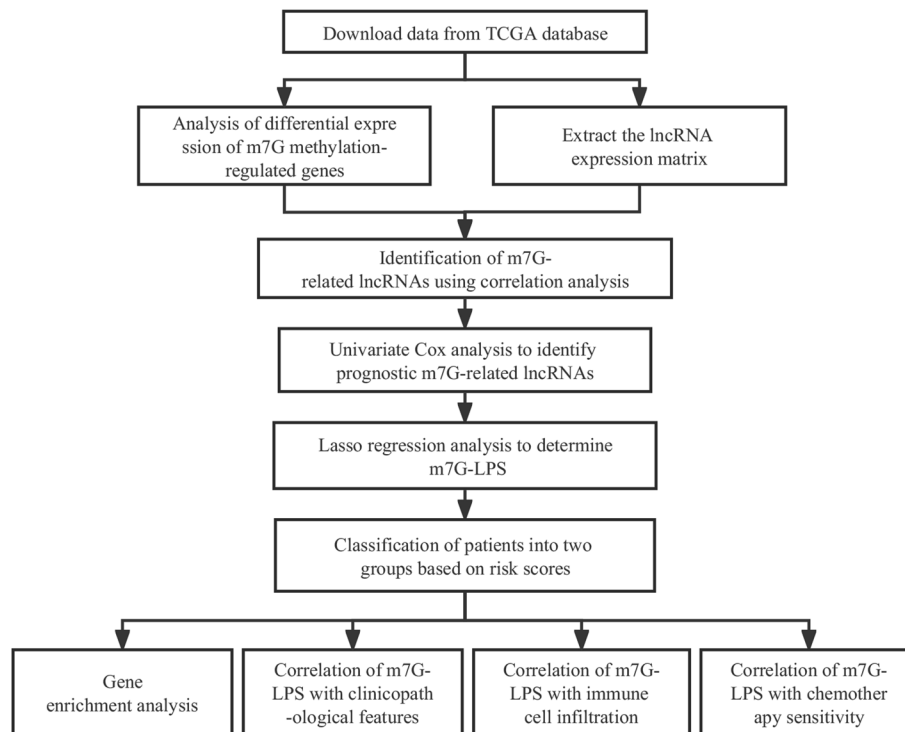 Download data from TCGA database
Analysis of differential expre
ssion of m7G methylation-
regulated genes
Extract the lncRNA
expression matrix
Identification of m7G-
related lncRNAs using correlation analysis
Univariate Cox analysis to identify
prognostic m7G-related lncRNAs
Lasso regression analysis to determine
m7G-LPS
Classification of patients into two
groups based on risk scores
Gene
enrichment analysis
Correlation of m7G-
LPS with clinicopath
-ological features
Correlation of m7G-
LPS with immune
cell infiltration
Correlation of m7G-
LPS with chemother
apy sensitivity